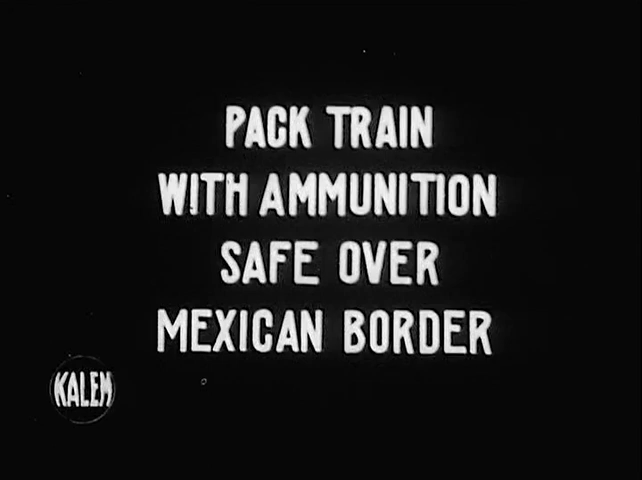 PACK TRAIN
WITH AMMUNITION
SAFE OVER
MEXICAN BORDER
KALEM